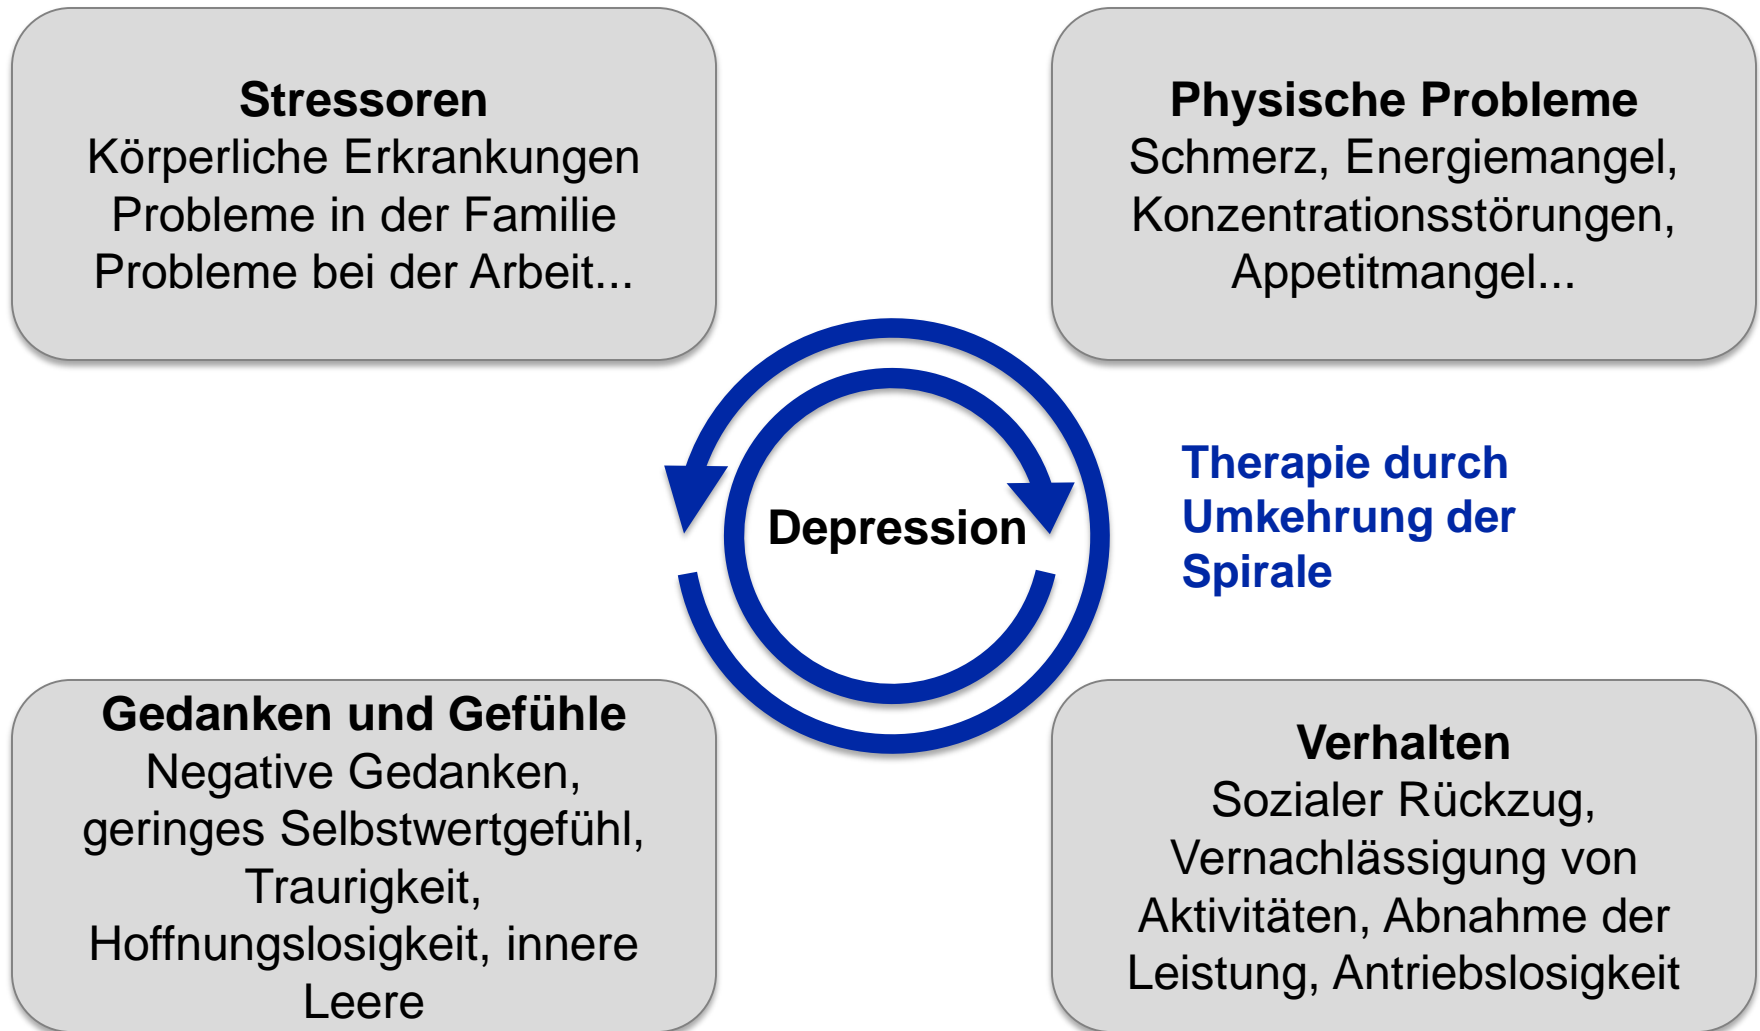 Stressoren
Körperliche Erkrankungen
Probleme in der Familie
Probleme bei der Arbeit...
Physische Probleme
Schmerz, Energiemangel,
Konzentrationsstörungen,
Appetitmangel...
Depression
Therapie durch
Umkehrung der
Spirale
Gedanken und Gefühle
Negative Gedanken,
geringes Selbstwertgefühl,
Traurigkeit,
Hoffnungslosigkeit, innere
Leere
Verhalten
Sozialer Rückzug,
Vernachlässigung von
Aktivitäten, Abnahme der
Leistung, Antriebslosigkeit